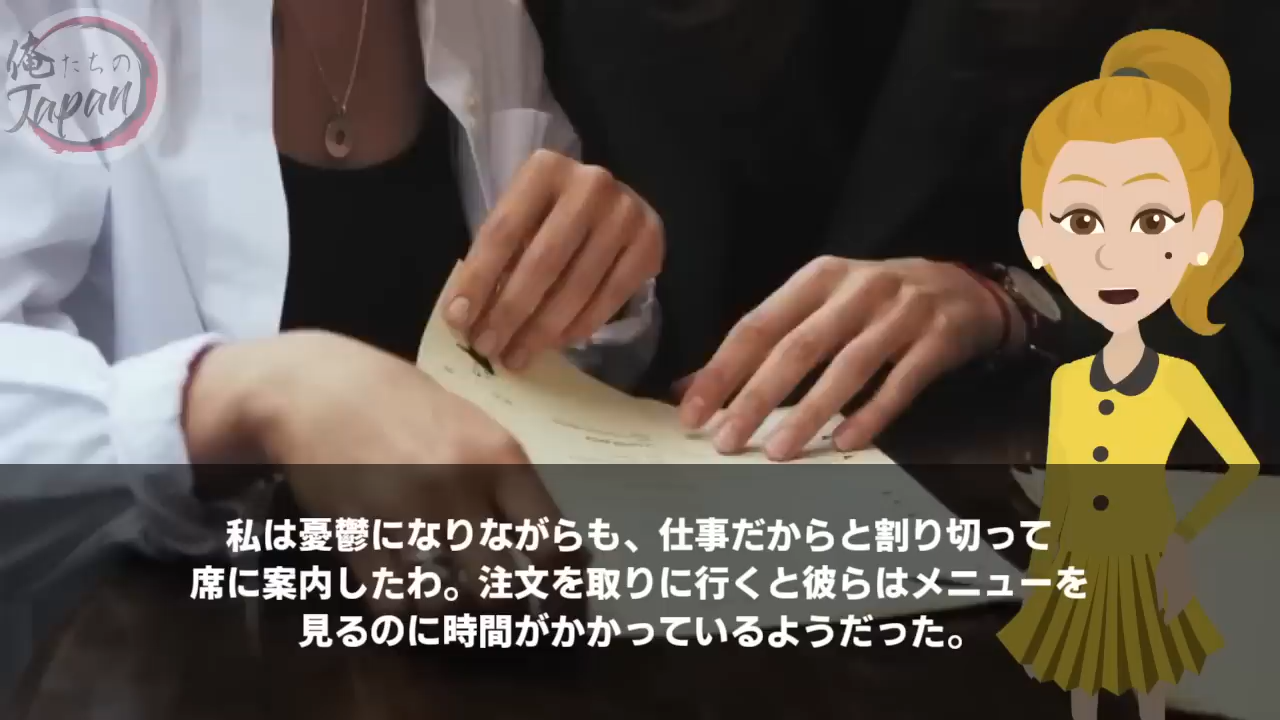 俺たちの
Japan
私は憂鬱になりながらも、仕事だからと割り切って
席に案内したわ。注文を取りに行くと彼らはメニューを
見るのに時間がかかっているようだった。